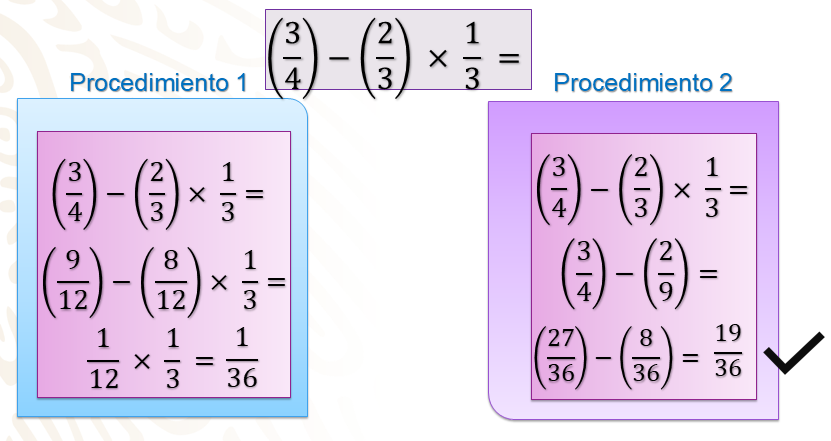 (3/4) − (2/3) × 1/3 =
Procedimiento 1
(3/4) − (2/3) × 1/3 =
(9/12) − (8/12) × 1/3 =
1/12 × 1/3 = 1/36
Procedimiento 2
(3/4) − (2/3) × 1/3 =
(3/4) − (2/9) =
(27/36) − (8/36) = 19/36